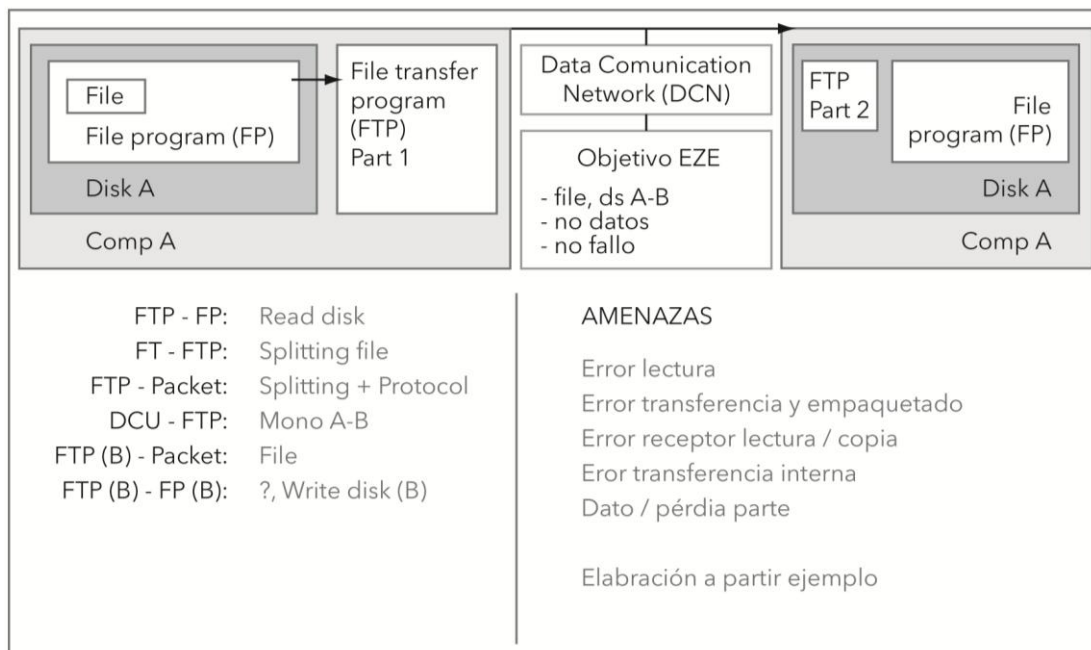 File
File program (FP)
Disk A
Comp A
File transfer
program
(FTP)
Part 1
Data Comunication
Network (DCN)
Objetivo EZE
- file, ds A-B
- no datos
- no fallo
FTP
Part 2
File
program (FP)
Disk A
Comp A
FTP - FP: Read disk
FT - FTP: Splitting file
FTP - Packet: Splitting + Protocol
DCU - FTP: Mono A-B
FTP (B) - Packet: File
FTP (B) - FP (B): ?, Write disk (B)
AMENAZAS
Error lectura
Error transferencia y empaquetado
Error receptor lectura / copia
Eror transferencia interna
Dato / pérdia parte
Elabración a partir ejemplo